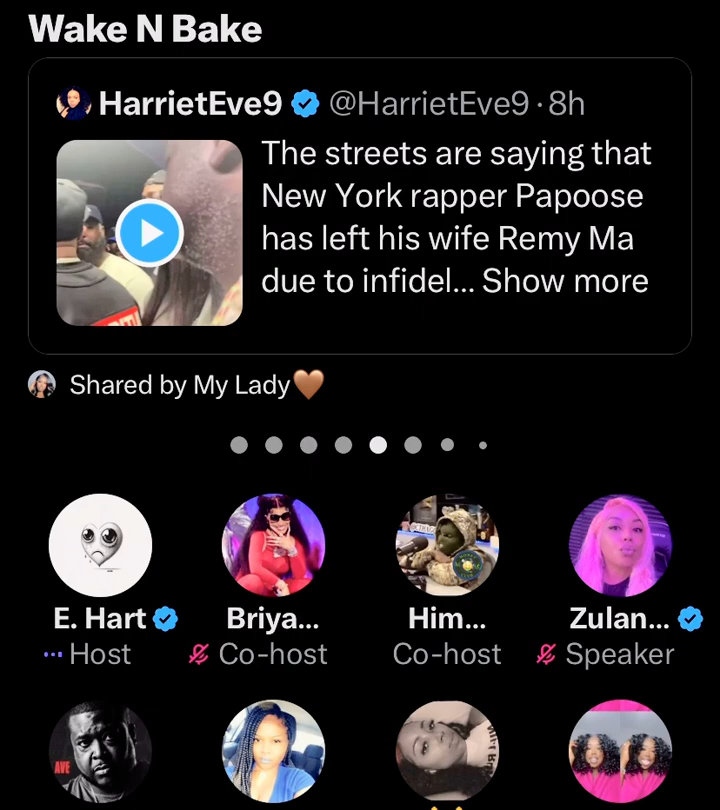 Wake N Bake
HarrietEve9 @HarrietEve9 · 8h
The streets are saying that
New York rapper Papoose
has left his wife Remy Ma
due to infidel... Show more
Shared by My Lady🤎
E. Hart Briya... Him... Zulan...
Host Co-host Co-host Speaker
AVE